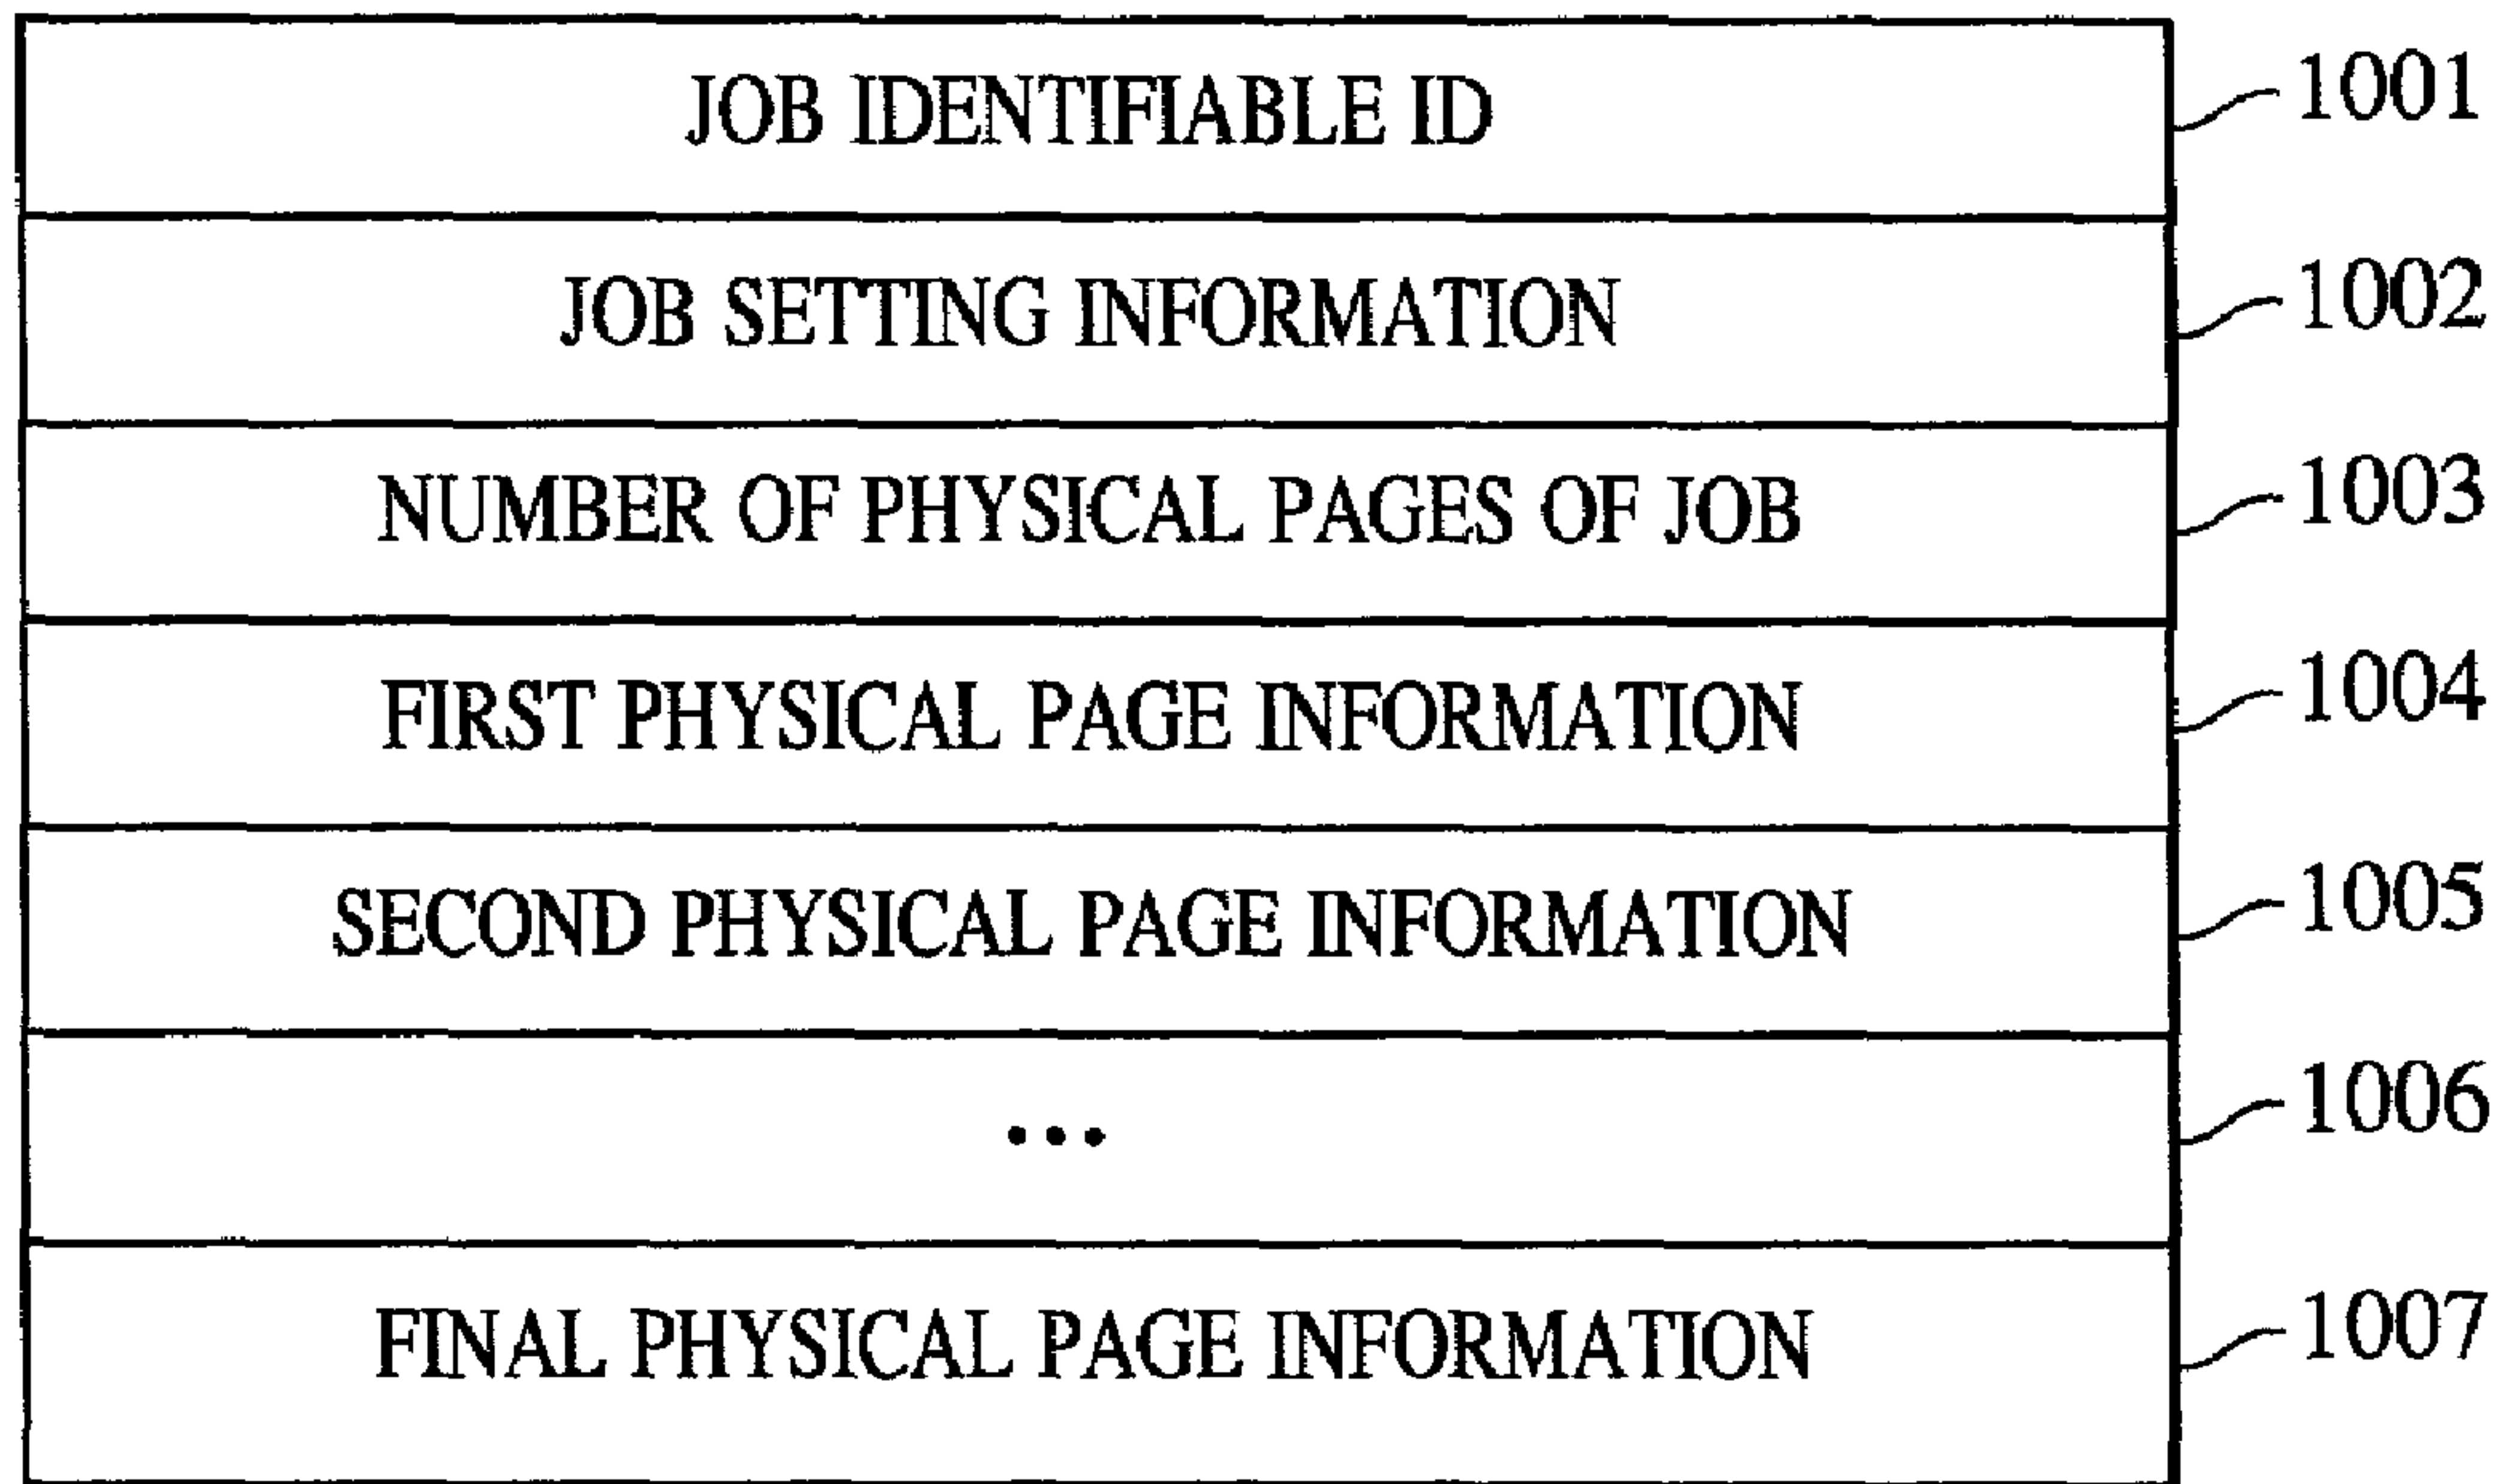 JOB IDENTIFIABLE ID 1001
JOB SETTING INFORMATION 1002
NUMBER OF PHYSICAL PAGES OF JOB 1003
FIRST PHYSICAL PAGE INFORMATION 1004
SECOND PHYSICAL PAGE INFORMATION 1005
... 1006
FINAL PHYSICAL PAGE INFORMATION 1007